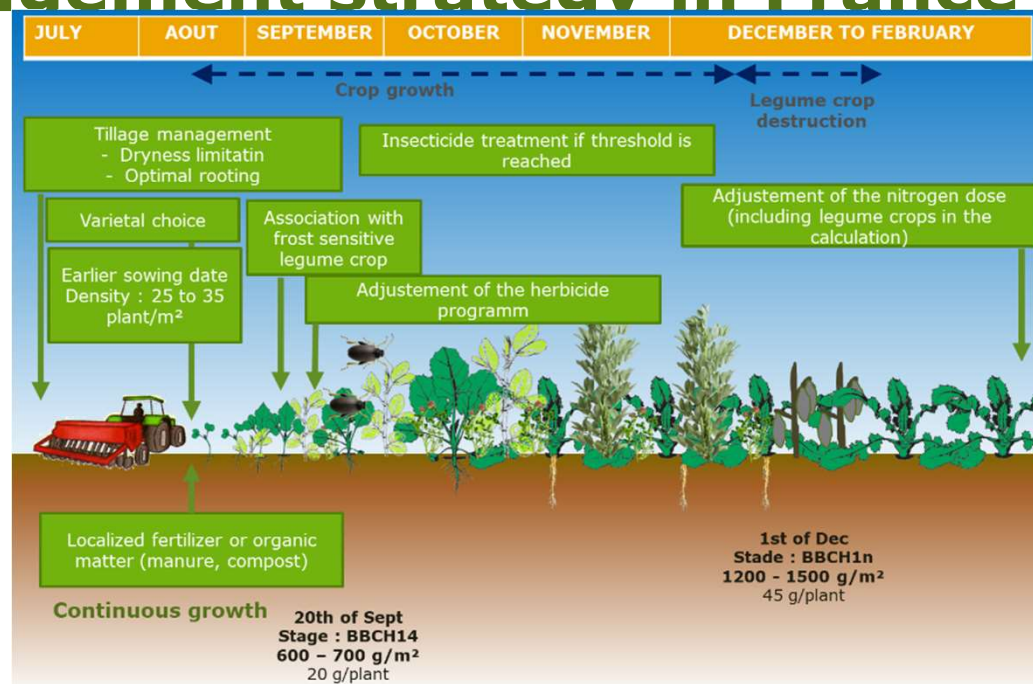 strategy in France
JULY
AOUT
SEPTEMBER
OCTOBER
NOVEMBER
DECEMBER TO FEBRUARY
Crop growth
Legume crop
destruction
Tillage management
- Dryness limitatin
- Optimal rooting
Insecticide treatment if threshold is
reached
Varietal choice
Association with
frost sensitive
legume crop
Adjustement of the nitrogen dose
(including legume crops in the
calculation)
Earlier sowing date
Density : 25 to 35
plant/m²
Adjustement of the herbicide
programm
Localized fertilizer or organic
matter (manure, compost)
Continuous growth
20th of Sept
Stage : BBCH14
600 – 700 g/m²
20 g/plant
1st of Dec
Stade : BBCH1n
1200 - 1500 g/m²
45 g/plant